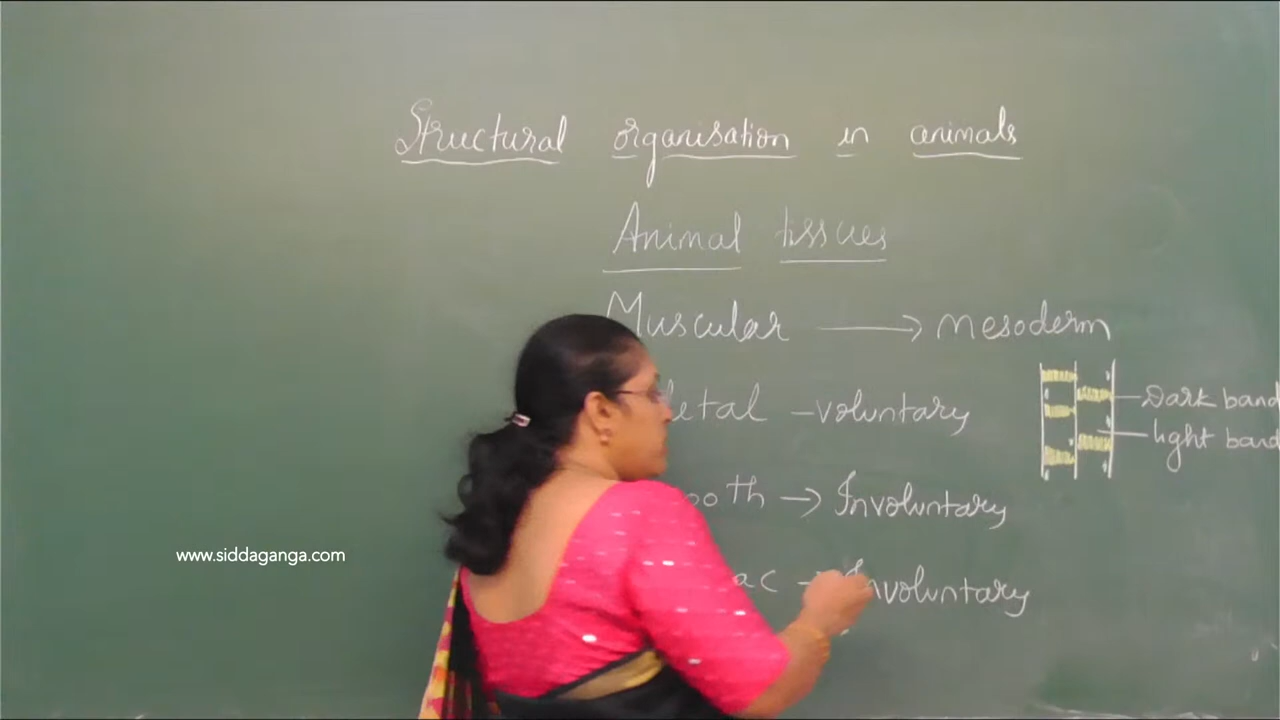 Structural organisation in animals
Animal tissues
Muscular → mesoderm
letal - voluntary
Dark band
light band
ooth → Involuntary
ac → Involuntary
www.siddaganga.com